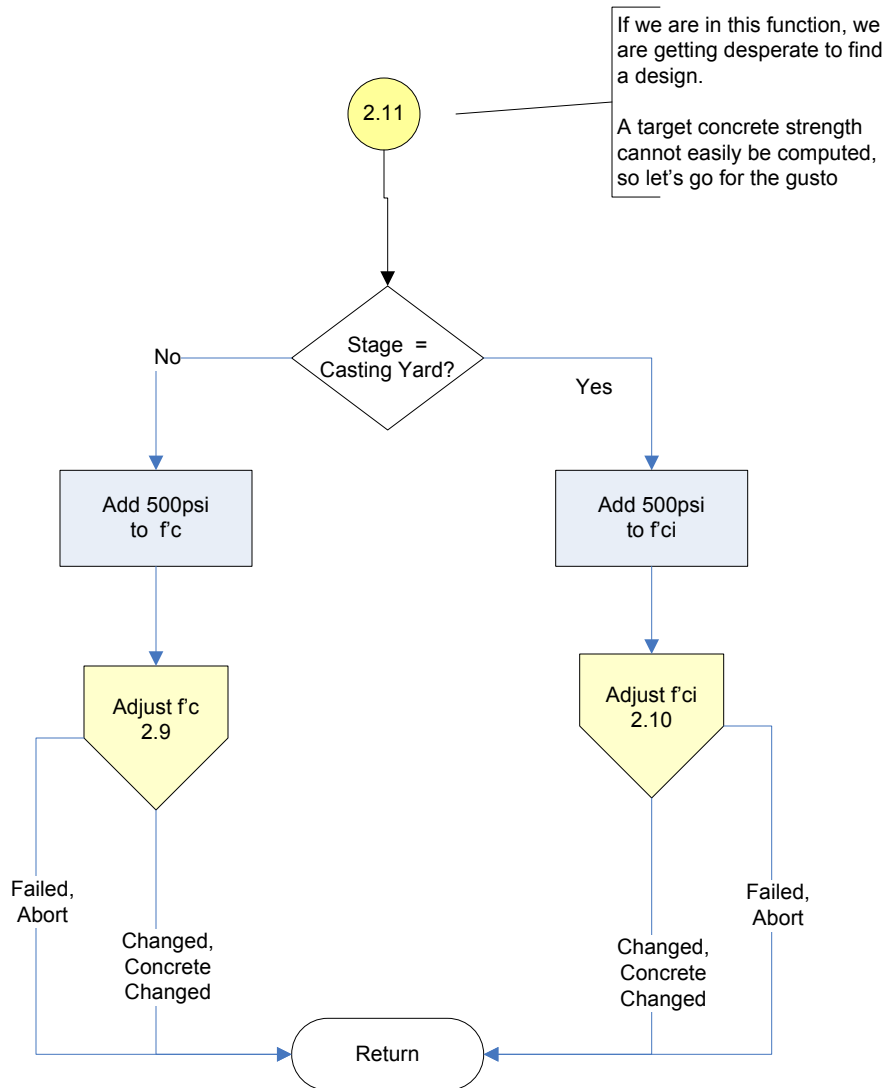 If we are in this function, we
are getting desperate to find
a design.
A target concrete strength
cannot easily be computed,
so let’s go for the gusto
2.11
Stage =
Casting Yard?
No
Yes
Add 500psi
to f’c
Add 500psi
to f’ci
Adjust f’c
2.9
Adjust f’ci
2.10
Failed,
Abort
Changed,
Concrete
Changed
Changed,
Concrete
Changed
Failed,
Abort
Return